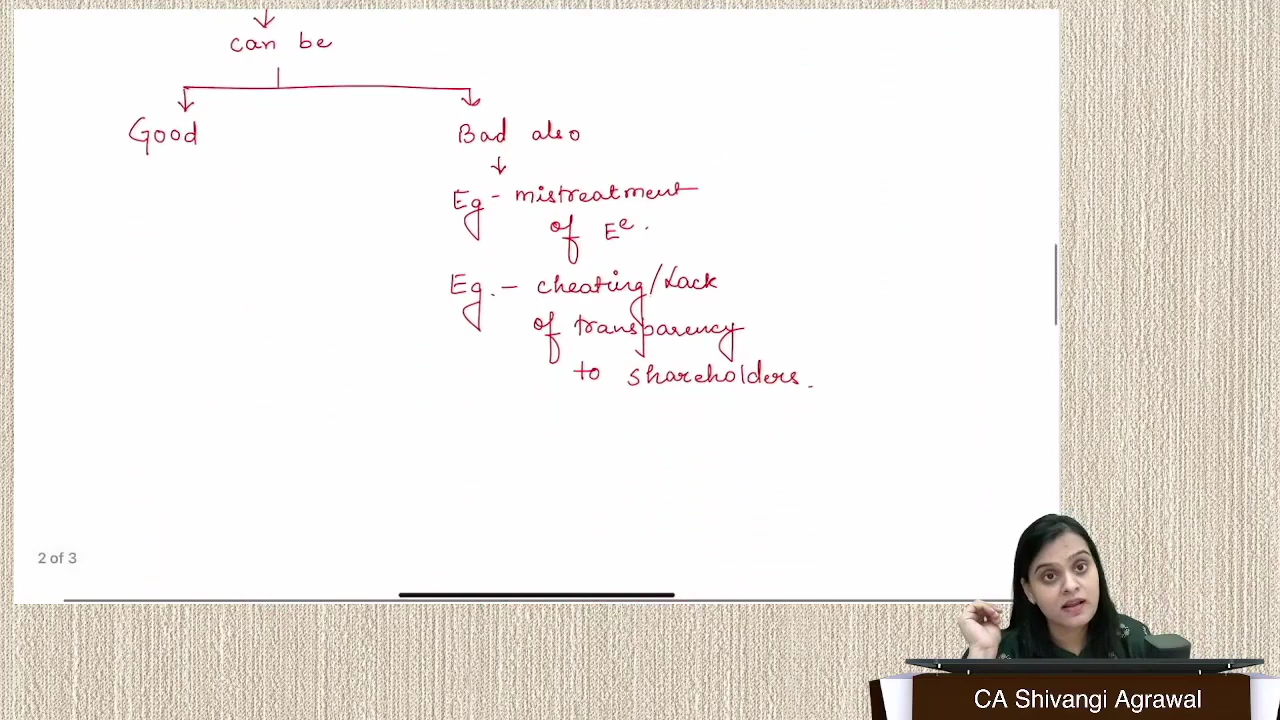 can be
Good
Bad also
Eg - mistreatment
of Ee.
Eg. - cheating/Lack
of transparency
to shareholders.
2 of 3
CA Shivangi Agrawal